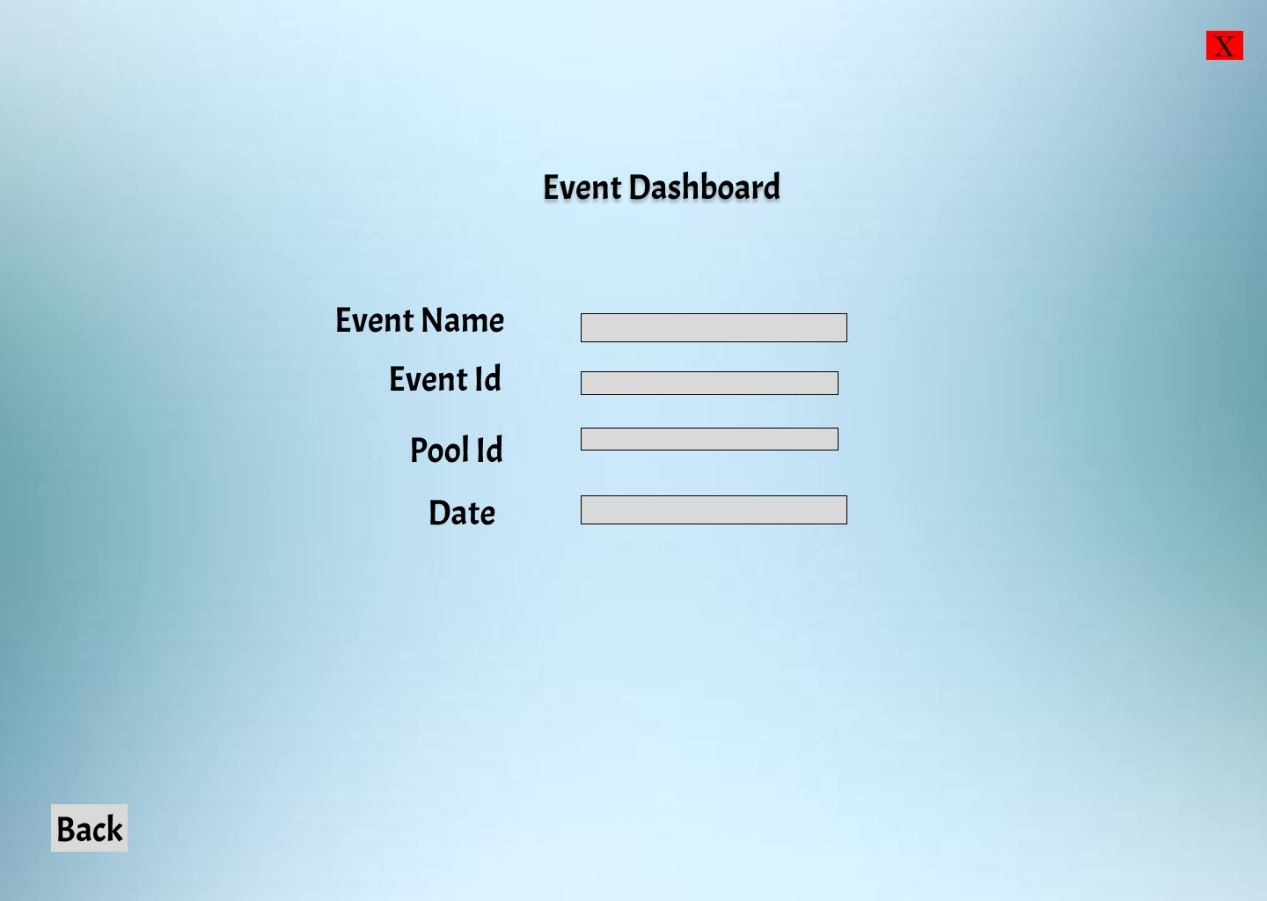 X
Event Dashboard
Event Name
Event Id
Pool Id
Date
Back